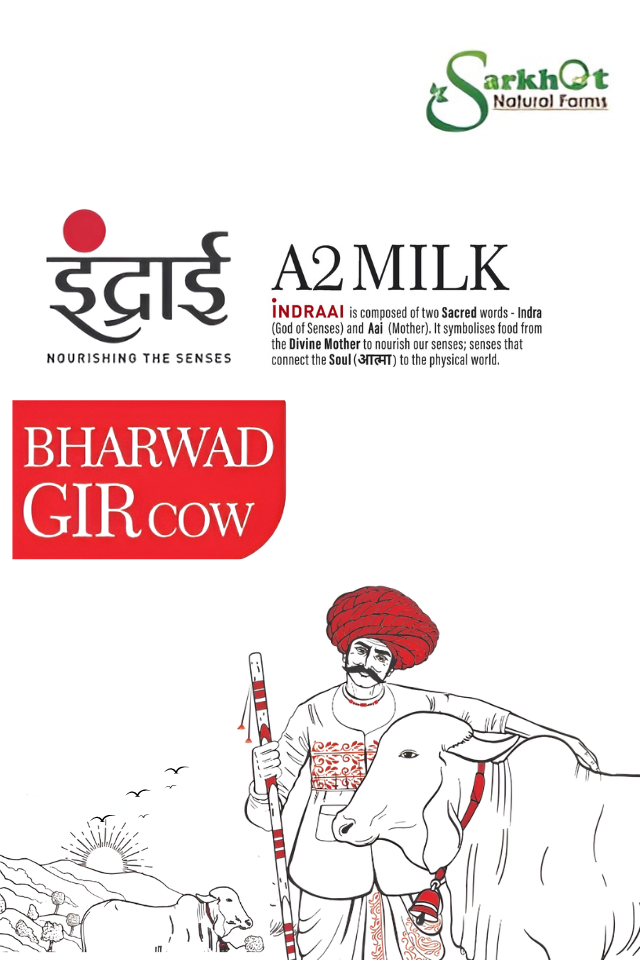 Sarkhot
Natural Farms
इंद्राई
NOURISHING THE SENSES
A2 MILK
INDRAAI is composed of two Sacred words - Indra
(God of Senses) and Aai (Mother). It symbolises food from
the Divine Mother to nourish our senses; senses that
connect the Soul (आत्मा) to the physical world.
BHARWAD
GIR COW